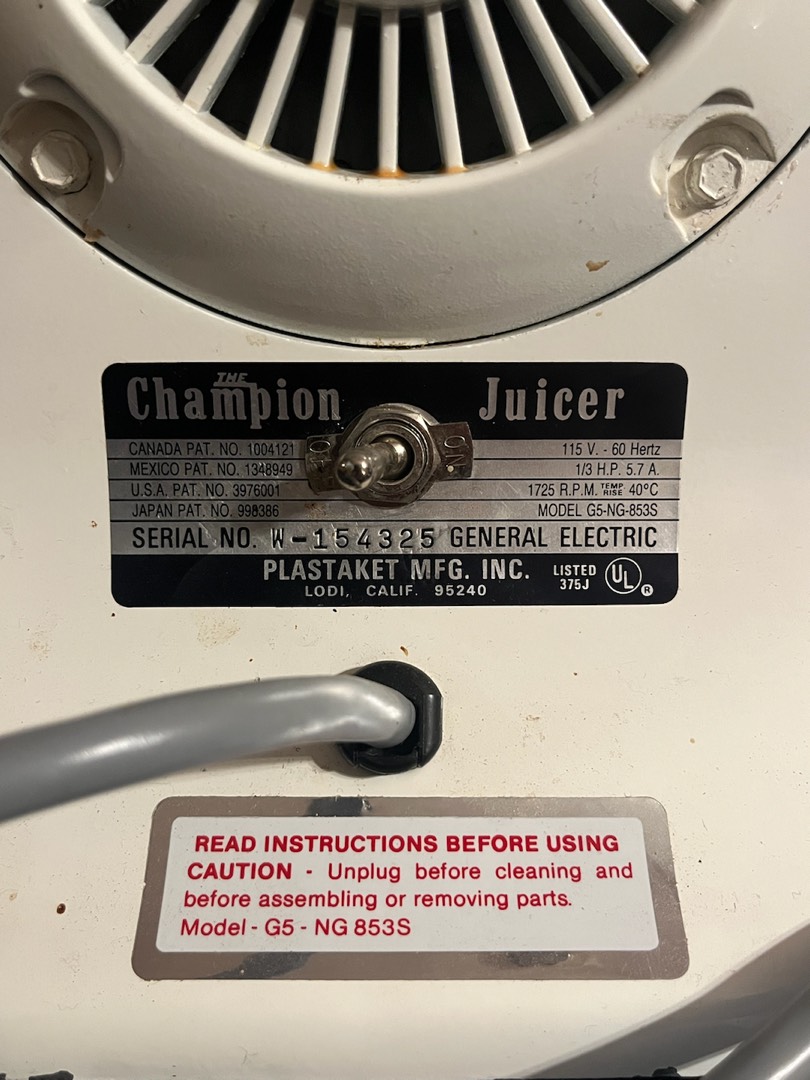 THE
Champion Juicer
CANADA PAT. NO. 1004121 115 V. - 60 Hertz
MEXICO PAT. NO. 1348949 1/3 H.P. 5.7 A.
U.S.A. PAT. NO. 3976001 1725 R.P.M. TEMP. RISE 40°C
JAPAN PAT. NO. 998386 MODEL G5-NG-853S
ON
SERIAL NO. W-154325 GENERAL ELECTRIC
PLASTAKET MFG. INC. LISTED 375J UL ®
LODI, CALIF. 95240
READ INSTRUCTIONS BEFORE USING
CAUTION - Unplug before cleaning and
before assembling or removing parts.
Model - G5 - NG 853S